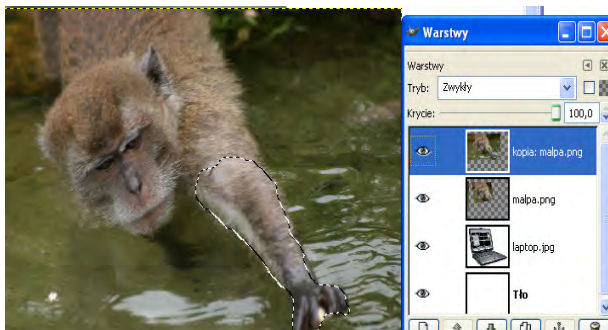 Warstwy
Warstwy
Tryb: Zwykły
Krycie: 100,0
kopia: malpa.png
malpa.png
laptop.jpg
Tło